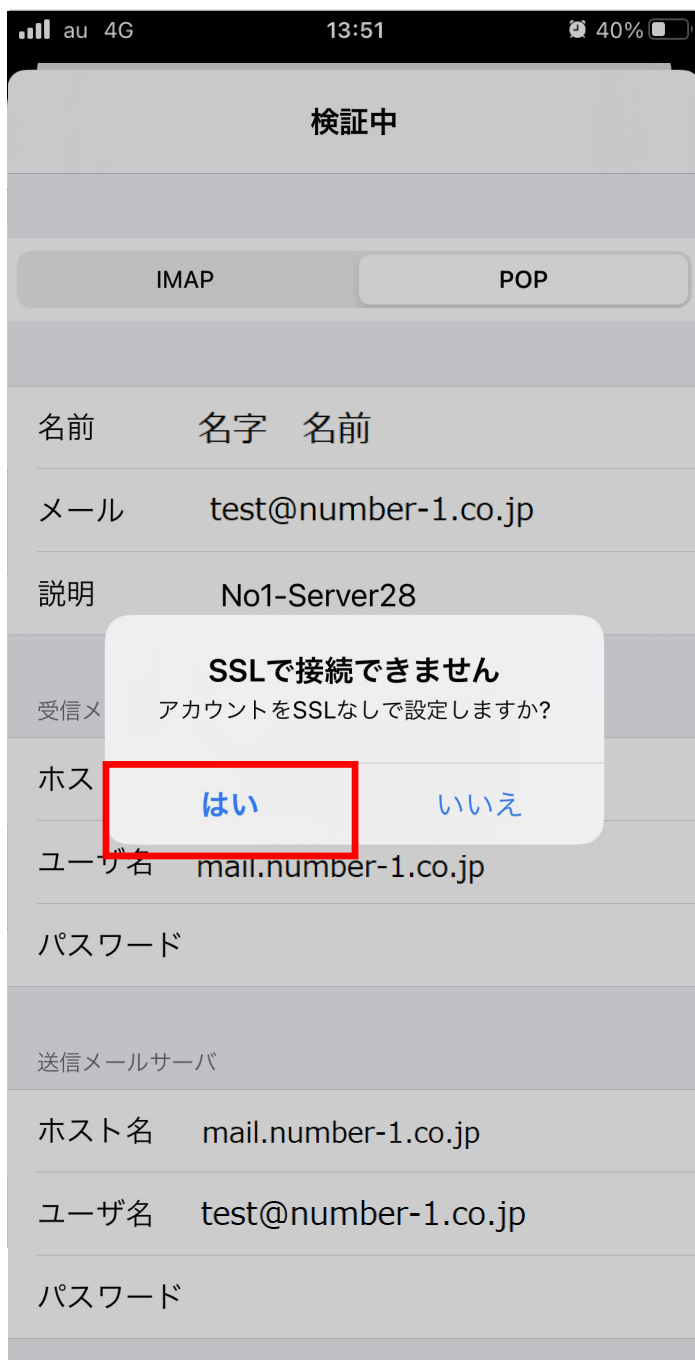 au 4G 13:51 40%
検証中
IMAP POP
名前 名字 名前
メール test@number-1.co.jp
説明 No1-Server28
SSLで接続できません
アカウントをSSLなしで設定しますか?
はい いいえ
受信メ
ホス
ユーザ名 mail.number-1.co.jp
パスワード
送信メールサーバ
ホスト名 mail.number-1.co.jp
ユーザ名 test@number-1.co.jp
パスワード